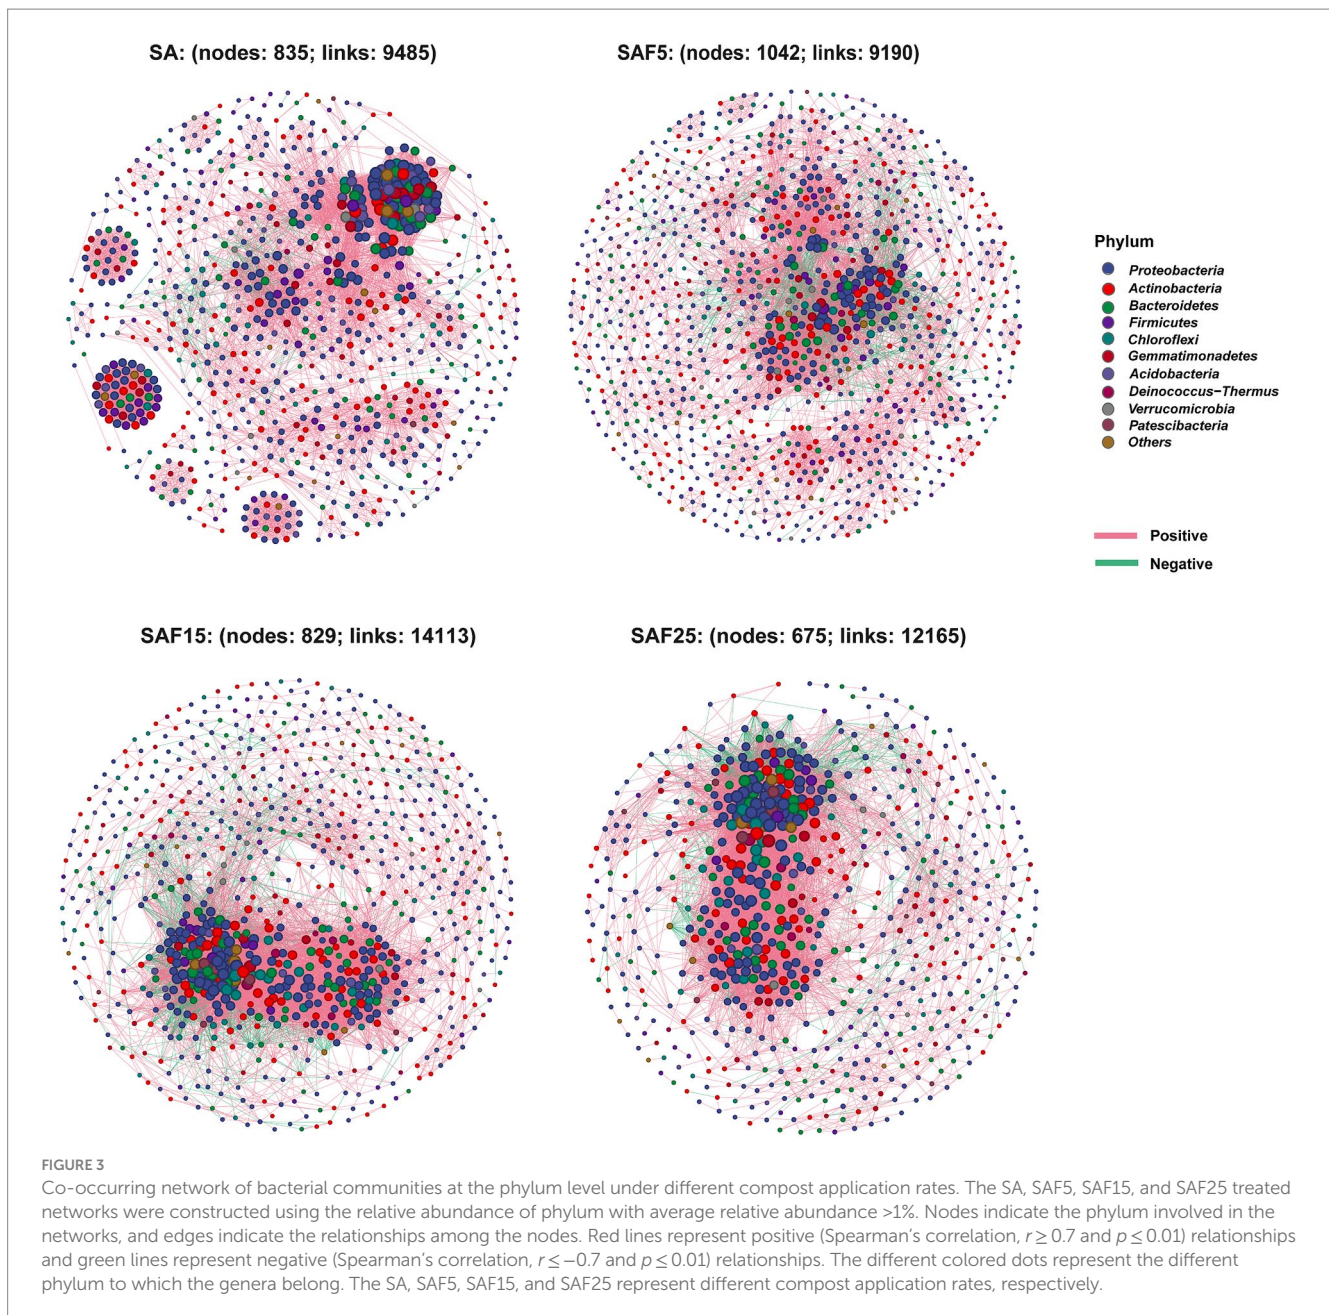 SA: (nodes: 835; links: 9485)
SAF5: (nodes: 1042; links: 9190)
Phylum
Proteobacteria
Actinobacteria
Bacteroidetes
Firmicutes
Chloroflexi
Gemmatimonadetes
Acidobacteria
Deinococcus−Thermus
Verrucomicrobia
Patescibacteria
Others
Positive
Negative
SAF15: (nodes: 829; links: 14113)
SAF25: (nodes: 675; links: 12165)
FIGURE 3
Co-occurring network of bacterial communities at the phylum level under different compost application rates. The SA, SAF5, SAF15, and SAF25 treated
networks were constructed using the relative abundance of phylum with average relative abundance >1%. Nodes indicate the phylum involved in the
networks, and edges indicate the relationships among the nodes. Red lines represent positive (Spearman’s correlation, r ≥ 0.7 and p ≤ 0.01) relationships
and green lines represent negative (Spearman’s correlation, r ≤ −0.7 and p ≤ 0.01) relationships. The different colored dots represent the different
phylum to which the genera belong. The SA, SAF5, SAF15, and SAF25 represent different compost application rates, respectively.